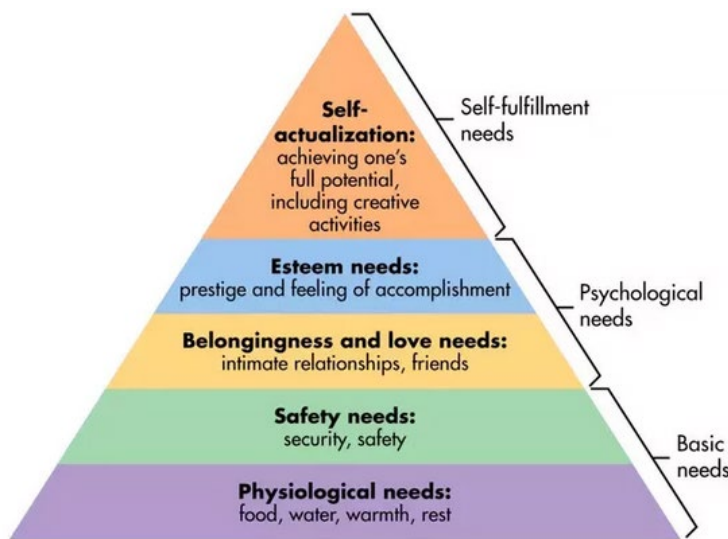 Self-
actualization:
achieving one's
full potential,
including creative
activities
Self-fulfillment
needs
Esteem needs:
prestige and feeling of accomplishment
Psychological
needs
Belongingness and love needs:
intimate relationships, friends
Safety needs:
security, safety
Basic
needs
Physiological needs:
food, water, warmth, rest